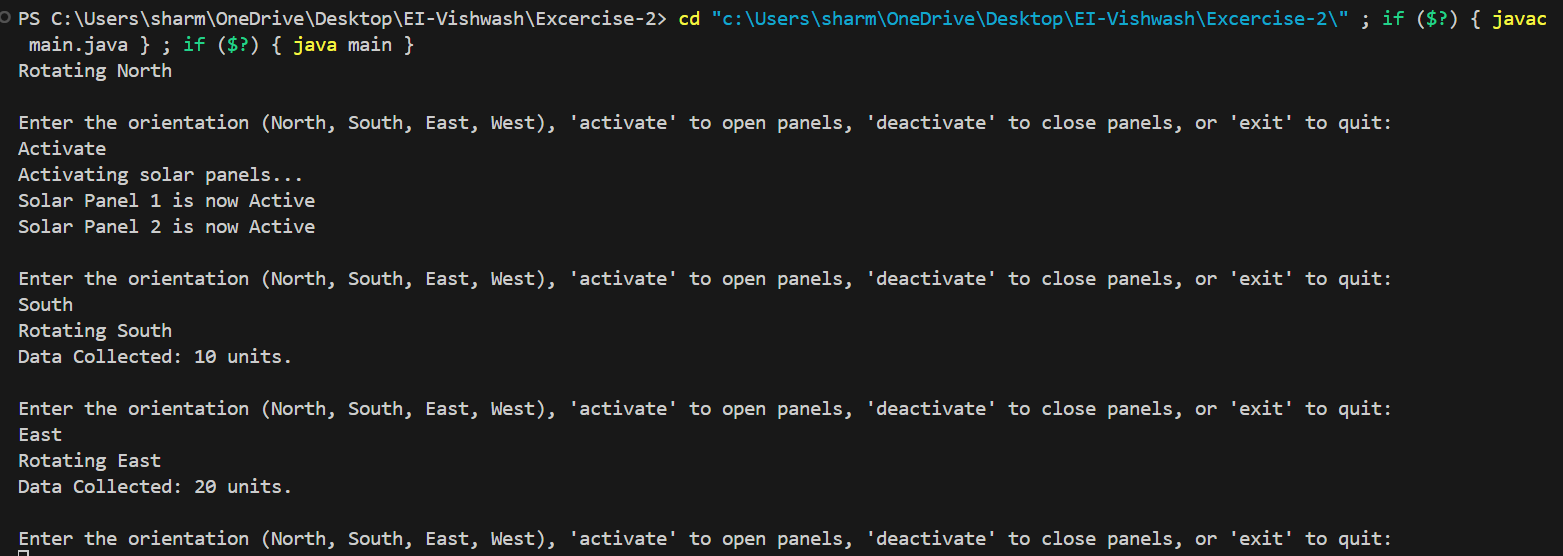 PS C:\Users\sharm\OneDrive\Desktop\EI-Vishwash\Excercise-2> cd "c:\Users\sharm\OneDrive\Desktop\EI-Vishwash\Excercise-2\" ; if ($?) { javac
main.java } ; if ($?) { java main }
Rotating North
Enter the orientation (North, South, East, West), 'activate' to open panels, 'deactivate' to close panels, or 'exit' to quit:
Activate
Activating solar panels...
Solar Panel 1 is now Active
Solar Panel 2 is now Active
Enter the orientation (North, South, East, West), 'activate' to open panels, 'deactivate' to close panels, or 'exit' to quit:
South
Rotating South
Data Collected: 10 units.
Enter the orientation (North, South, East, West), 'activate' to open panels, 'deactivate' to close panels, or 'exit' to quit:
East
Rotating East
Data Collected: 20 units.
Enter the orientation (North, South, East, West), 'activate' to open panels, 'deactivate' to close panels, or 'exit' to quit: